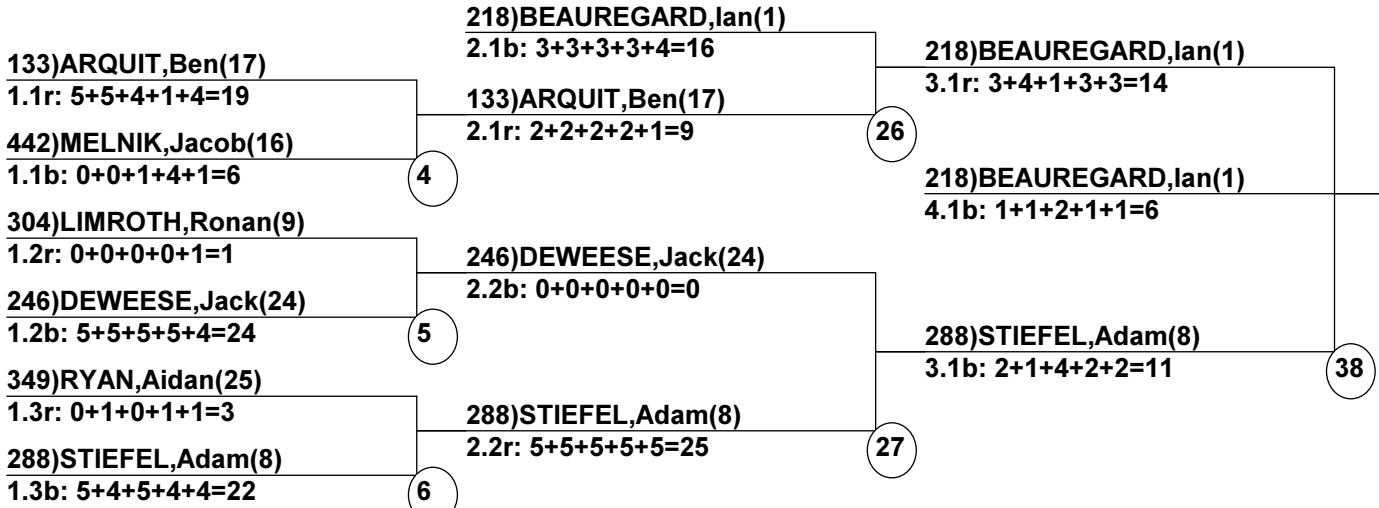 133)ARQUIT,Ben(17)
1.1r: 5+5+4+1+4=19
442)MELNIK,Jacob(16)
1.1b: 0+0+1+4+1=6
4
304)LIMROTH,Ronan(9)
1.2r: 0+0+0+0+1=1
246)DEWEESE,Jack(24)
1.2b: 5+5+5+5+4=24
5
349)RYAN,Aidan(25)
1.3r: 0+1+0+1+1=3
288)STIEFEL,Adam(8)
1.3b: 5+4+5+4+4=22
6
218)BEAUREGARD,Ian(1)
2.1b: 3+3+3+3+4=16
133)ARQUIT,Ben(17)
2.1r: 2+2+2+2+1=9
26
246)DEWEESE,Jack(24)
2.2b: 0+0+0+0+0=0
288)STIEFEL,Adam(8)
2.2r: 5+5+5+5+5=25
27
218)BEAUREGARD,Ian(1)
3.1r: 3+4+1+3+3=14
218)BEAUREGARD,Ian(1)
4.1b: 1+1+2+1+1=6
288)STIEFEL,Adam(8)
3.1b: 2+1+4+2+2=11
38